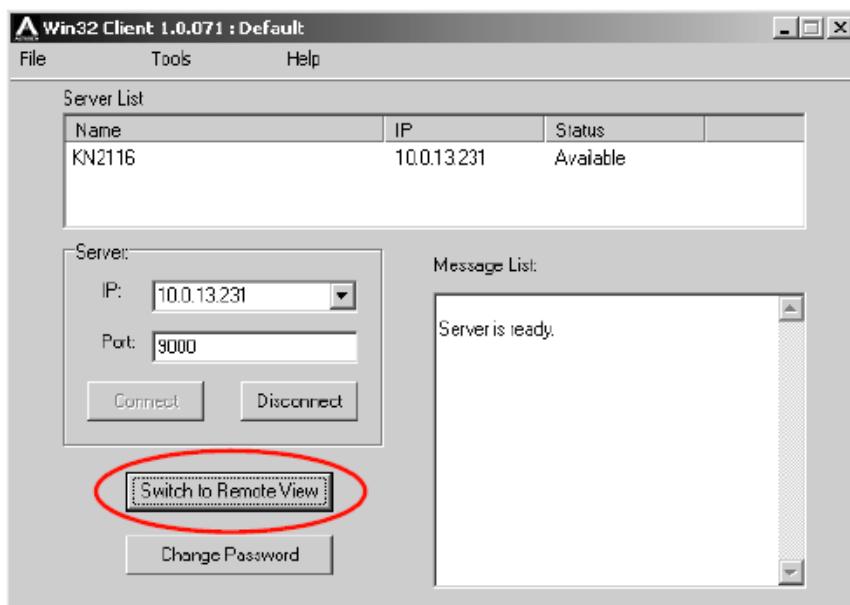 Win32 Client 1.0.071 : Default
File Tools Help
Server List
Name IP Status
KN2116 10.0.13.231 Available
Server:
IP: 10.0.13.231
Port: 9000
Connect Disconnect
Message List:
Server is ready.
Switch to Remote View
Change Password